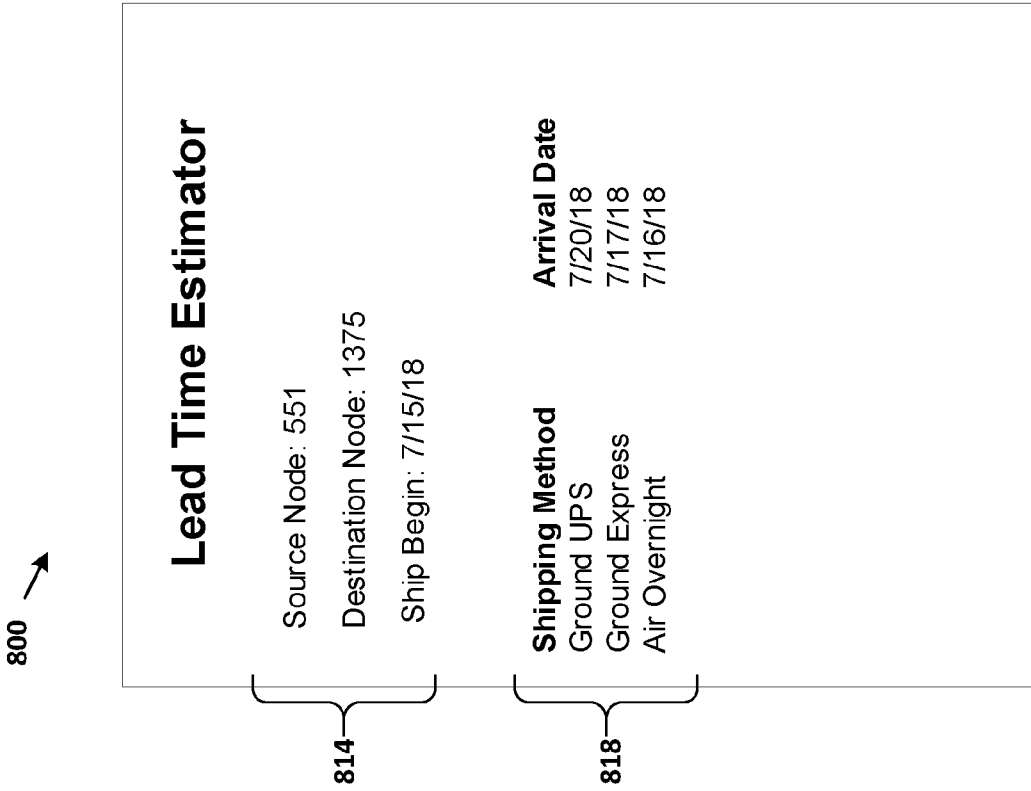 800
Lead Time Estimator
814
Source Node: 551
Destination Node: 1375
Ship Begin: 7/15/18
818
Shipping Method Arrival Date
Ground UPS 7/20/18
Ground Express 7/17/18
Air Overnight 7/16/18